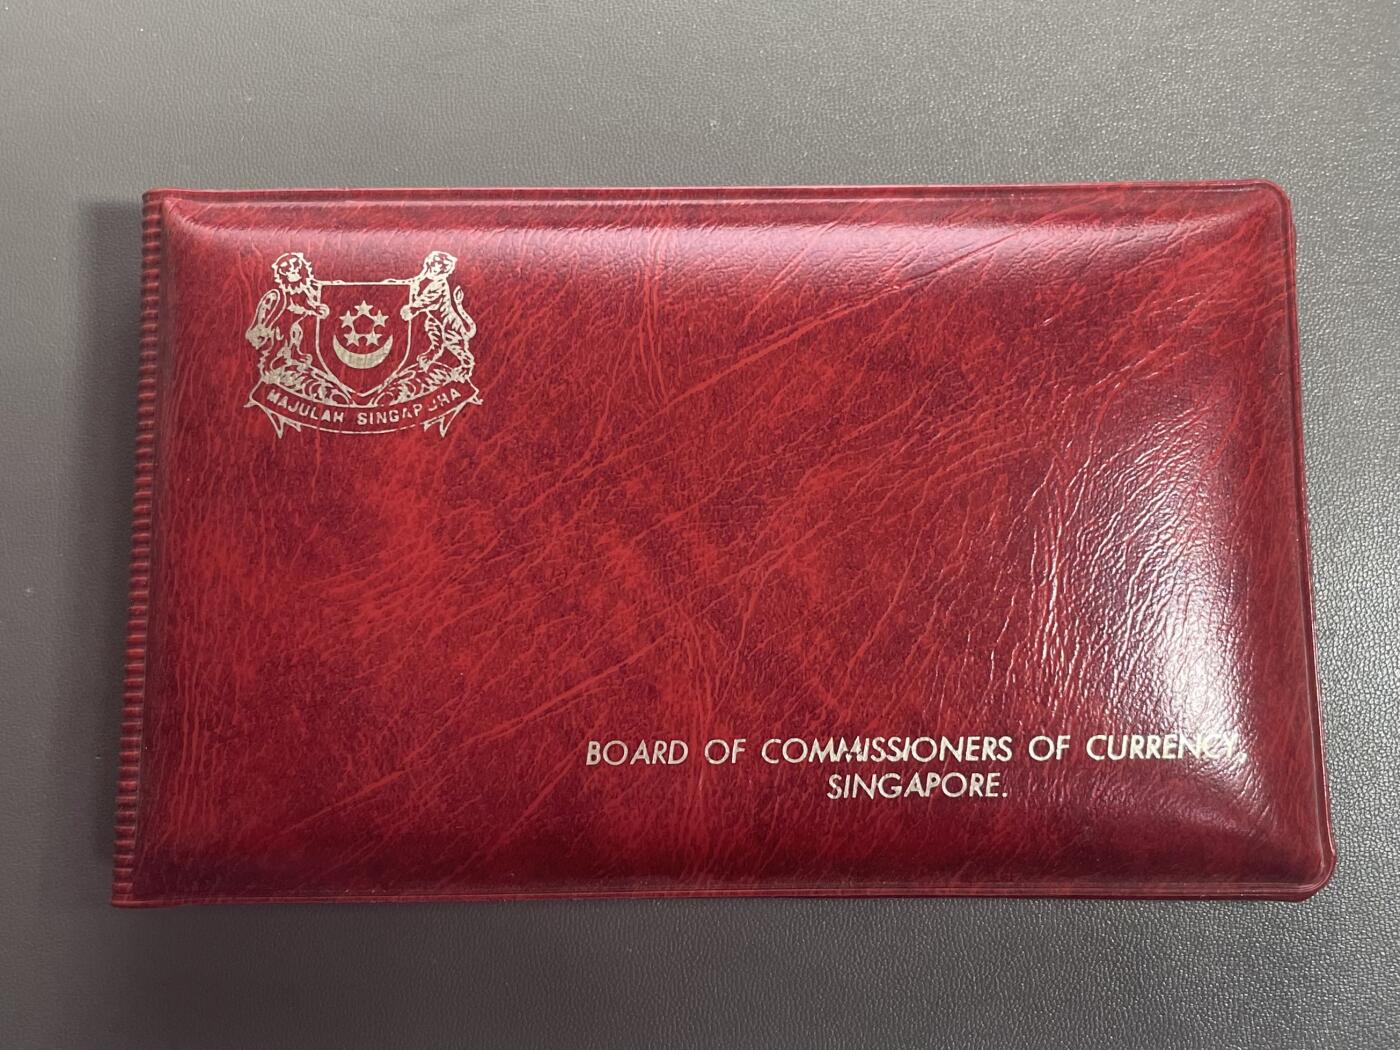 MAJULAH SINGAPURA
BOARD OF COMMISSIONERS OF CURRENCY,
SINGAPORE.